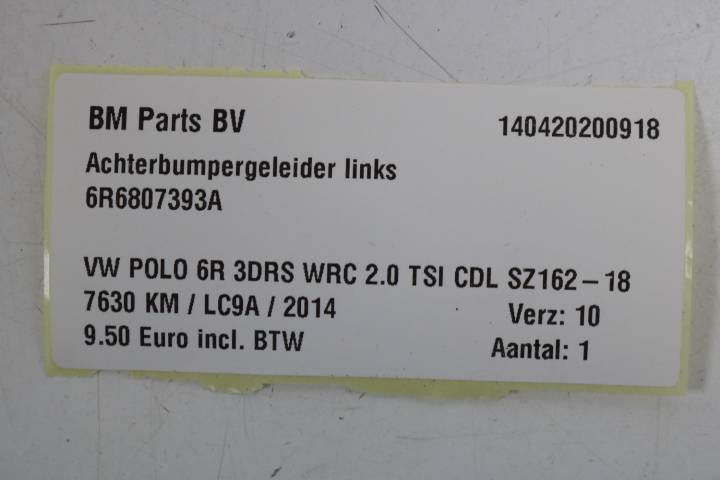 BM Parts BV 140420200918
Achterbumpergeleider links
6R6807393A
VW POLO 6R 3DRS WRC 2.0 TSI CDL SZ162-18
7630 KM / LC9A / 2014 Verz: 10
9.50 Euro incl. BTW Aantal: 1